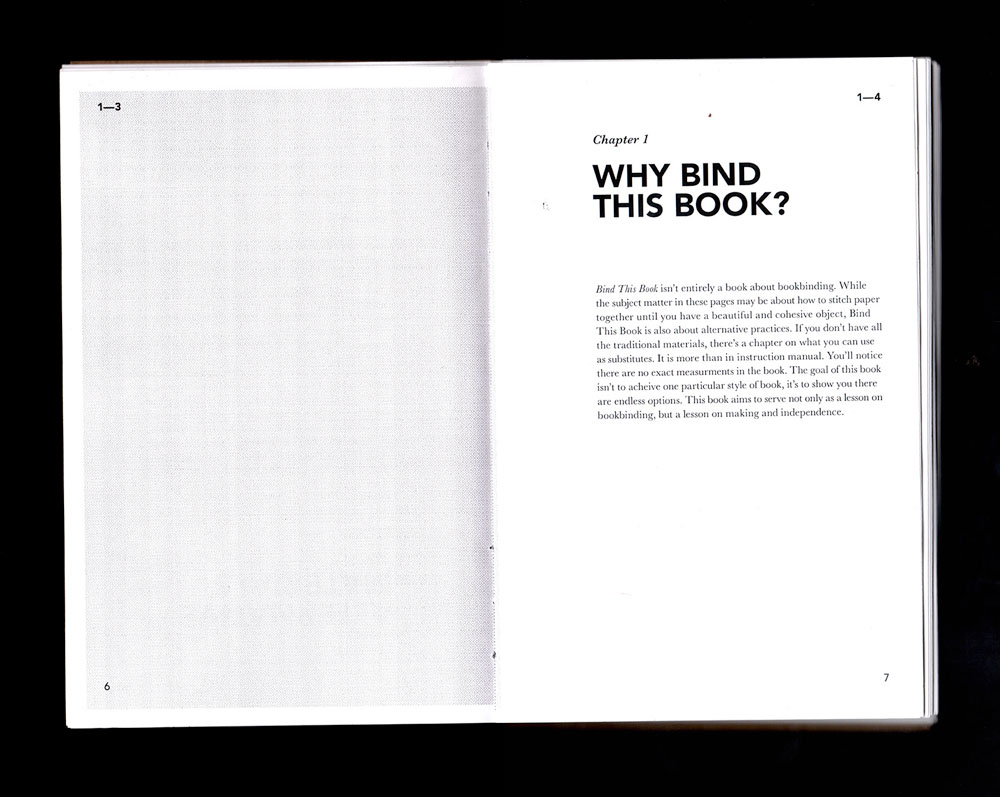 1—3
6
1—4
Chapter 1
WHY BIND
THIS BOOK?
Bind This Book isn't entirely a book about bookbinding. While
the subject matter in these pages may be about how to stitch paper
together until you have a beautiful and cohesive object, Bind
This Book is also about alternative practices. If you don't have all
the traditional materials, there's a chapter on what you can use
as substitutes. It is more than in instruction manual. You'll notice
there are no exact measurments in the book. The goal of this book
isn't to acheive one particular style of book, it's to show you there
are endless options. This book aims to serve not only as a lesson on
bookbinding, but a lesson on making and independence.
7